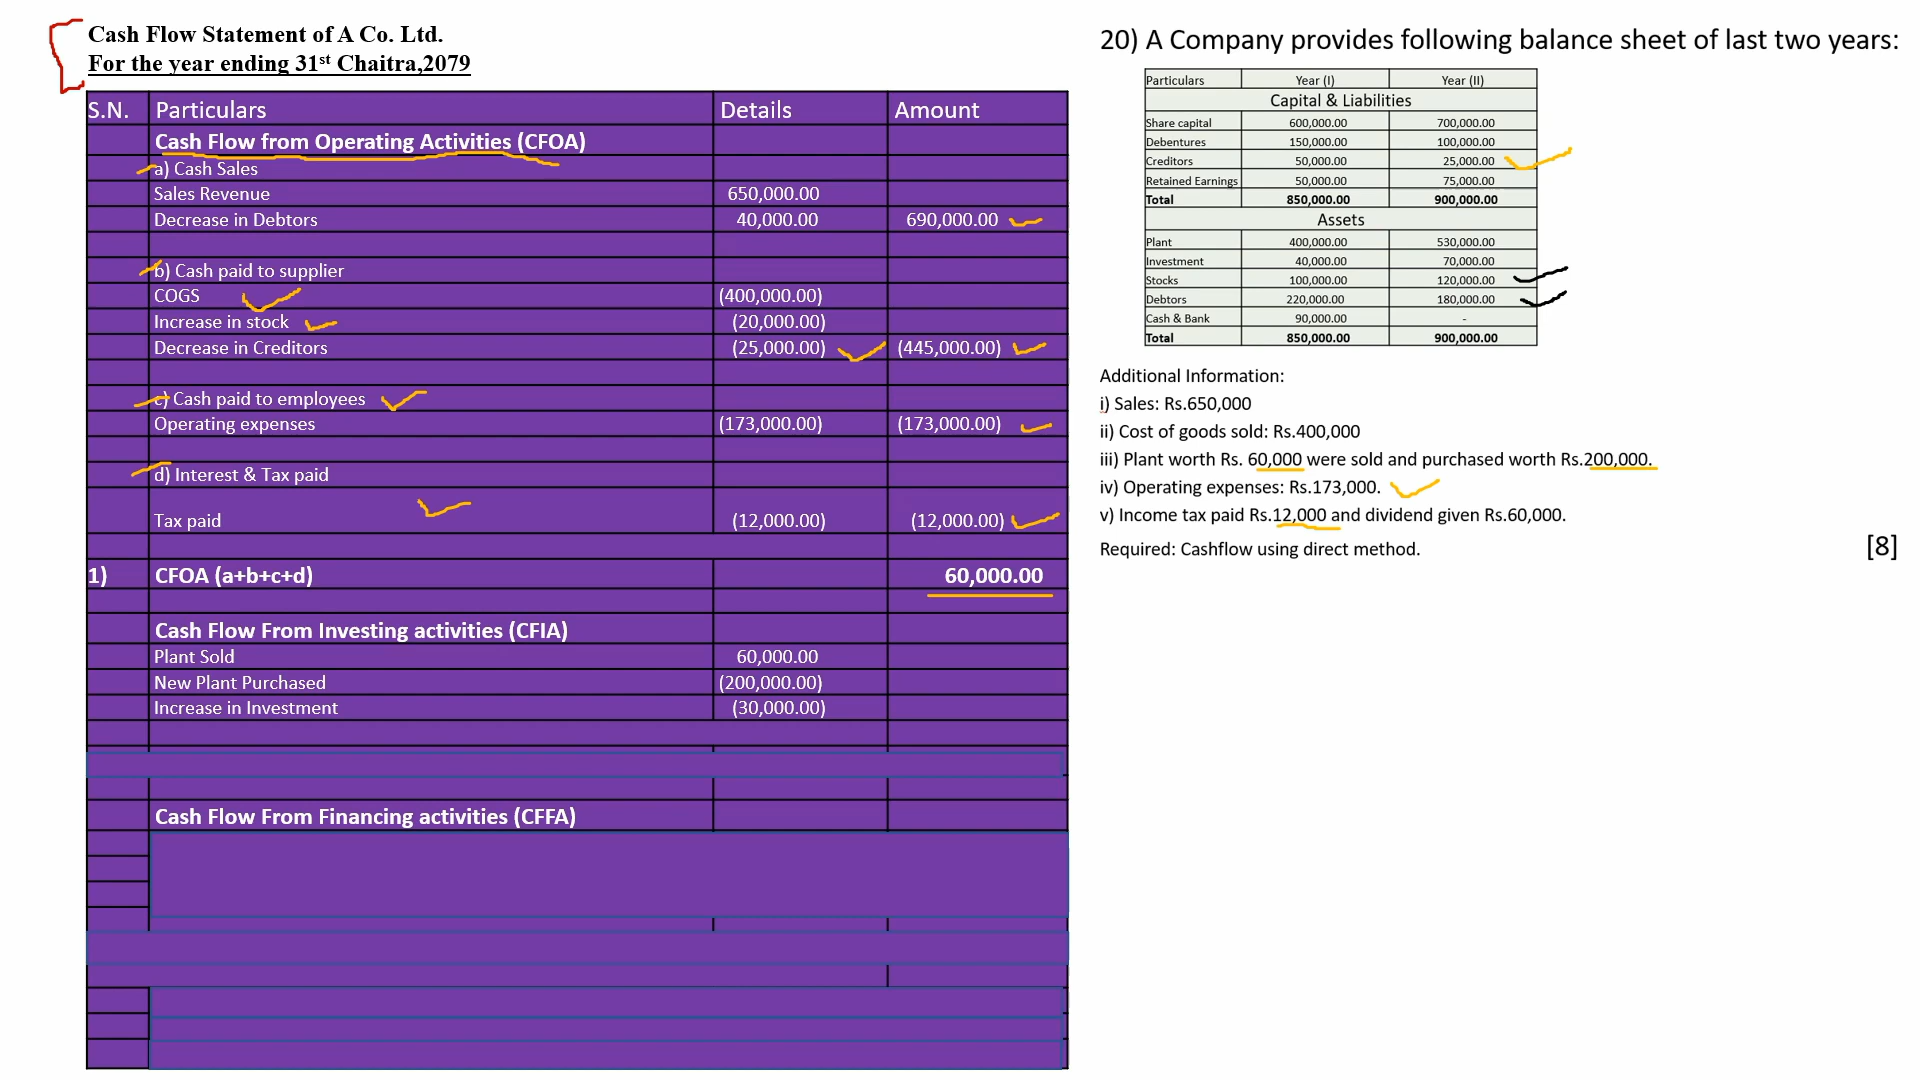 Cash Flow Statement of A Co. Ltd.
For the year ending 31st Chaitra,2079
S.N. Particulars Details Amount
Cash Flow from Operating Activities (CFOA)
a) Cash Sales
Sales Revenue 650,000.00
Decrease in Debtors 40,000.00 690,000.00
b) Cash paid to supplier
COGS (400,000.00)
Increase in stock (20,000.00)
Decrease in Creditors (25,000.00) (445,000.00)
c) Cash paid to employees
Operating expenses (173,000.00) (173,000.00)
d) Interest & Tax paid
Tax paid (12,000.00) (12,000.00)
1) CFOA (a+b+c+d) 60,000.00
Cash Flow From Investing activities (CFIA)
Plant Sold 60,000.00
New Plant Purchased (200,000.00)
Increase in Investment (30,000.00)
Cash Flow From Financing activities (CFFA)
20) A Company provides following balance sheet of last two years:
Particulars Year (I) Year (II)
Capital & Liabilities
Share capital 600,000.00 700,000.00
Debentures 150,000.00 100,000.00
Creditors 50,000.00 25,000.00
Retained Earnings 50,000.00 75,000.00
Total 850,000.00 900,000.00
Assets
Plant 400,000.00 530,000.00
Investment 40,000.00 70,000.00
Stocks 100,000.00 120,000.00
Debtors 220,000.00 180,000.00
Cash & Bank 90,000.00 -
Total 850,000.00 900,000.00
Additional Information:
i) Sales: Rs.650,000
ii) Cost of goods sold: Rs.400,000
iii) Plant worth Rs. 60,000 were sold and purchased worth Rs.200,000.
iv) Operating expenses: Rs.173,000.
v) Income tax paid Rs.12,000 and dividend given Rs.60,000.
Required: Cashflow using direct method.
[8]